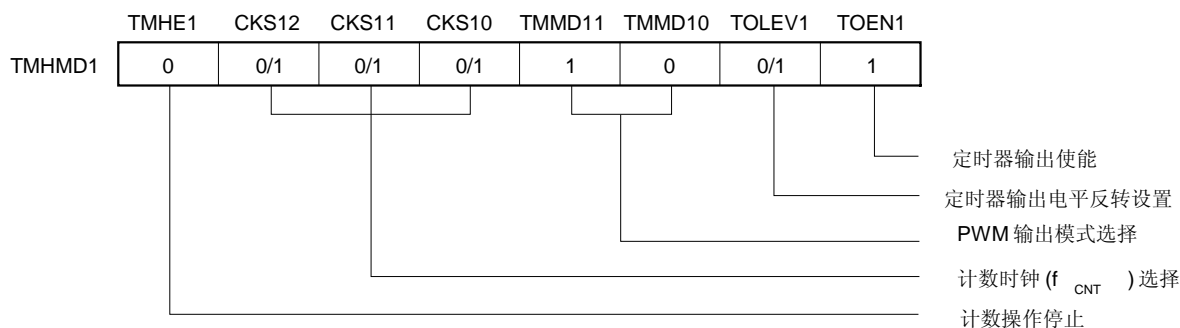 TMHE1 CKS12 CKS11 CKS10 TMMD11 TMMD10 TOLEV1 TOEN1
TMHMD1 0 0/1 0/1 0/1 1 0 0/1 1
定时器输出使能
定时器输出电平反转设置
PWM 输出模式选择
计数时钟 (f CNT ) 选择
计数操作停止